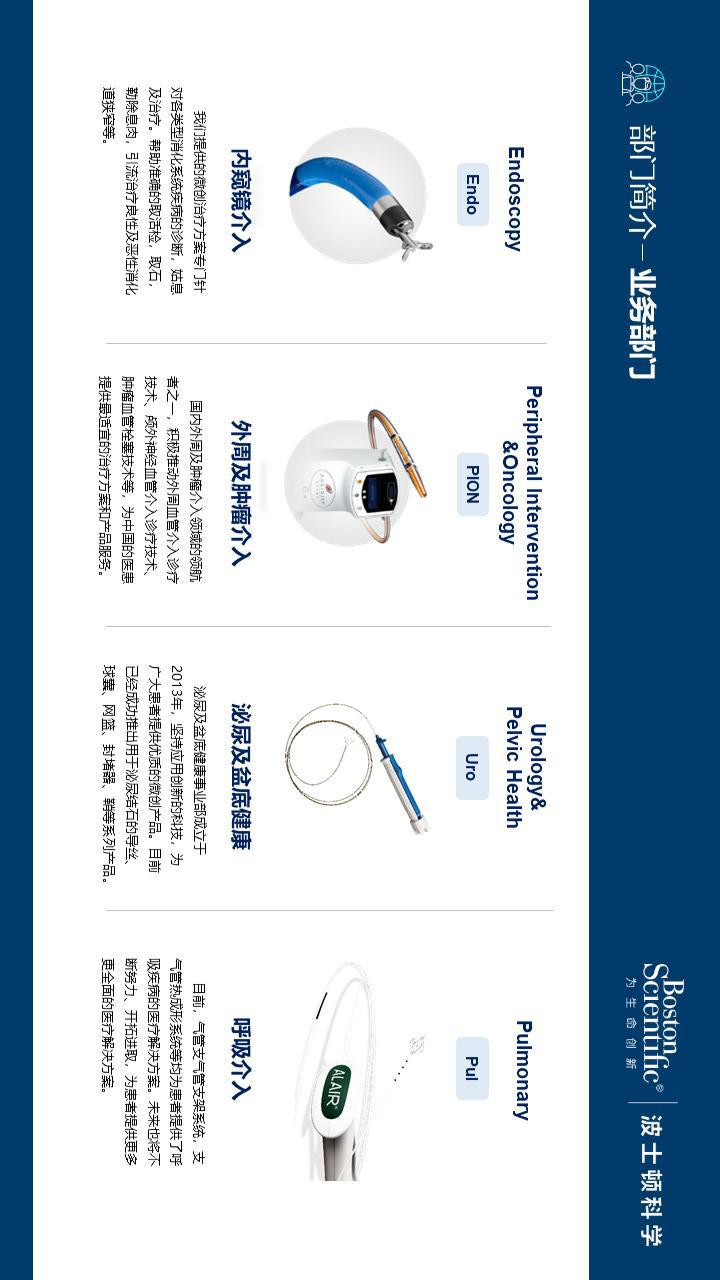 部门简介 — 业务部门
Boston
Scientific®
为生命创新
波士顿科学
Endoscopy
Endo
内窥镜介入
我们提供的微创治疗方案专门针
对各类型消化系统疾病的诊断，姑息
及治疗。帮助准确的取活检，取石，
勒除息肉，引流治疗良性及恶性消化
道狭窄等。
Peripheral Intervention
&Oncology
PION
外周及肿瘤介入
国内外周及肿瘤介入领域的领航
者之一，积极推动外周血管介入诊疗
技术、颅外神经血管介入诊疗技术、
肿瘤血管栓塞技术等，为中国的医患
提供最适宜的治疗方案和产品服务。
Urology&
Pelvic Health
Uro
泌尿及盆底健康
泌尿及盆底健康事业部成立于
2013年，坚持应用创新的科技，为
广大患者提供优质的微创产品。目前
已经成功推出用于泌尿结石的导丝、
球囊、网篮、封堵器、鞘等系列产品。
Pulmonary
Pul
ALAIR
呼吸介入
目前，气管支气管支架系统，支
气管热成形系统等均为患者提供了呼
吸疾病的医疗解决方案。未来也将不
断努力、开拓进取，为患者提供更多
更全面的医疗解决方案。